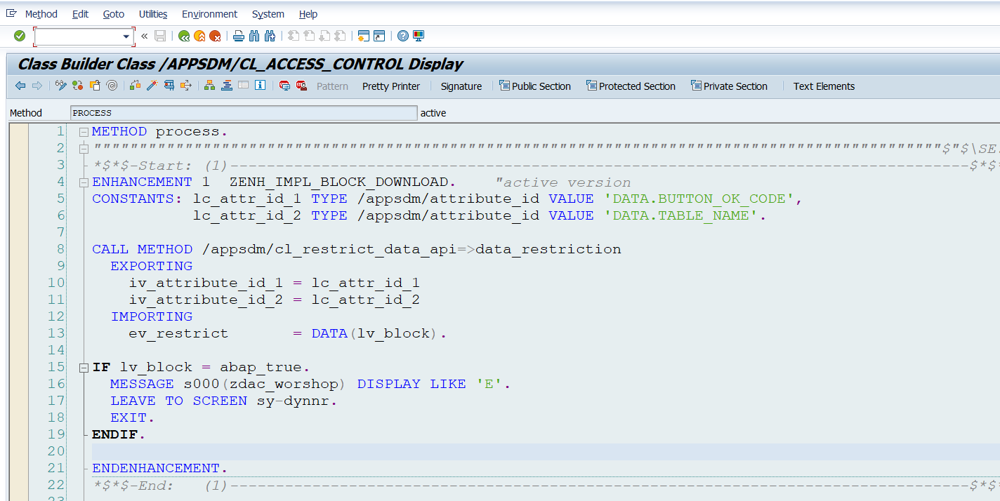 Method Edit Goto Utilities Environment System Help
«
Class Builder Class /APPSDM/CL_ACCESS_CONTROL Display
Pattern Pretty Printer Signature Public Section Protected Section Private Section Text Elements
Method PROCESS active
1 METHOD process.
2 """""""""""""""""""""""""""""""""""""""""""""""""""""""""""""""""""""""""""""""""""""""""""""$"$\SE:
3 *$*$-Start: (1)---------------------------------------------------------------------------------$*$*
4 ENHANCEMENT 1  ZENH_IMPL_BLOCK_DOWNLOAD.    "active version
5 CONSTANTS: lc_attr_id_1 TYPE /appsdm/attribute_id VALUE 'DATA.BUTTON_OK_CODE',
6            lc_attr_id_2 TYPE /appsdm/attribute_id VALUE 'DATA.TABLE_NAME'.
7
8 CALL METHOD /appsdm/cl_restrict_data_api=>data_restriction
9   EXPORTING
10     iv_attribute_id_1 = lc_attr_id_1
11     iv_attribute_id_2 = lc_attr_id_2
12   IMPORTING
13     ev_restrict       = DATA(lv_block).
14
15 IF lv_block = abap_true.
16   MESSAGE s000(zdac_worshop) DISPLAY LIKE 'E'.
17   LEAVE TO SCREEN sy-dynnr.
18   EXIT.
19 ENDIF.
20
21 ENDENHANCEMENT.
22 *$*$-End:   (1)---------------------------------------------------------------------------------$*$*
23